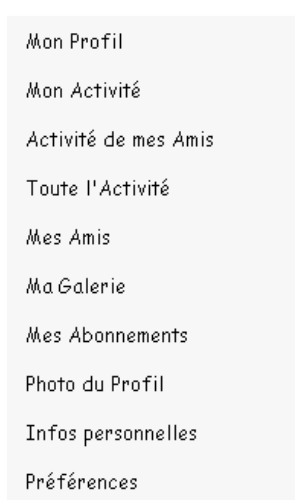 Mon Profil
Mon Activité
Activité de mes Amis
Toute l'Activité
Mes Amis
Ma Galerie
Mes Abonnements
Photo du Profil
Infos personnelles
Préférences